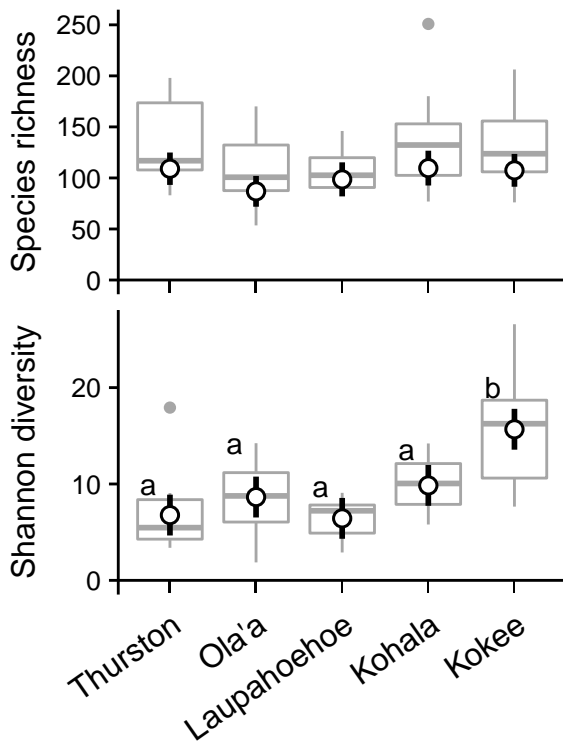 Species richness
250
200
150
100
50
0
Shannon diversity
20
10
0
a
a
a
a
b
Thurston
Ola'a
Laupahoehoe
Kohala
Kokee